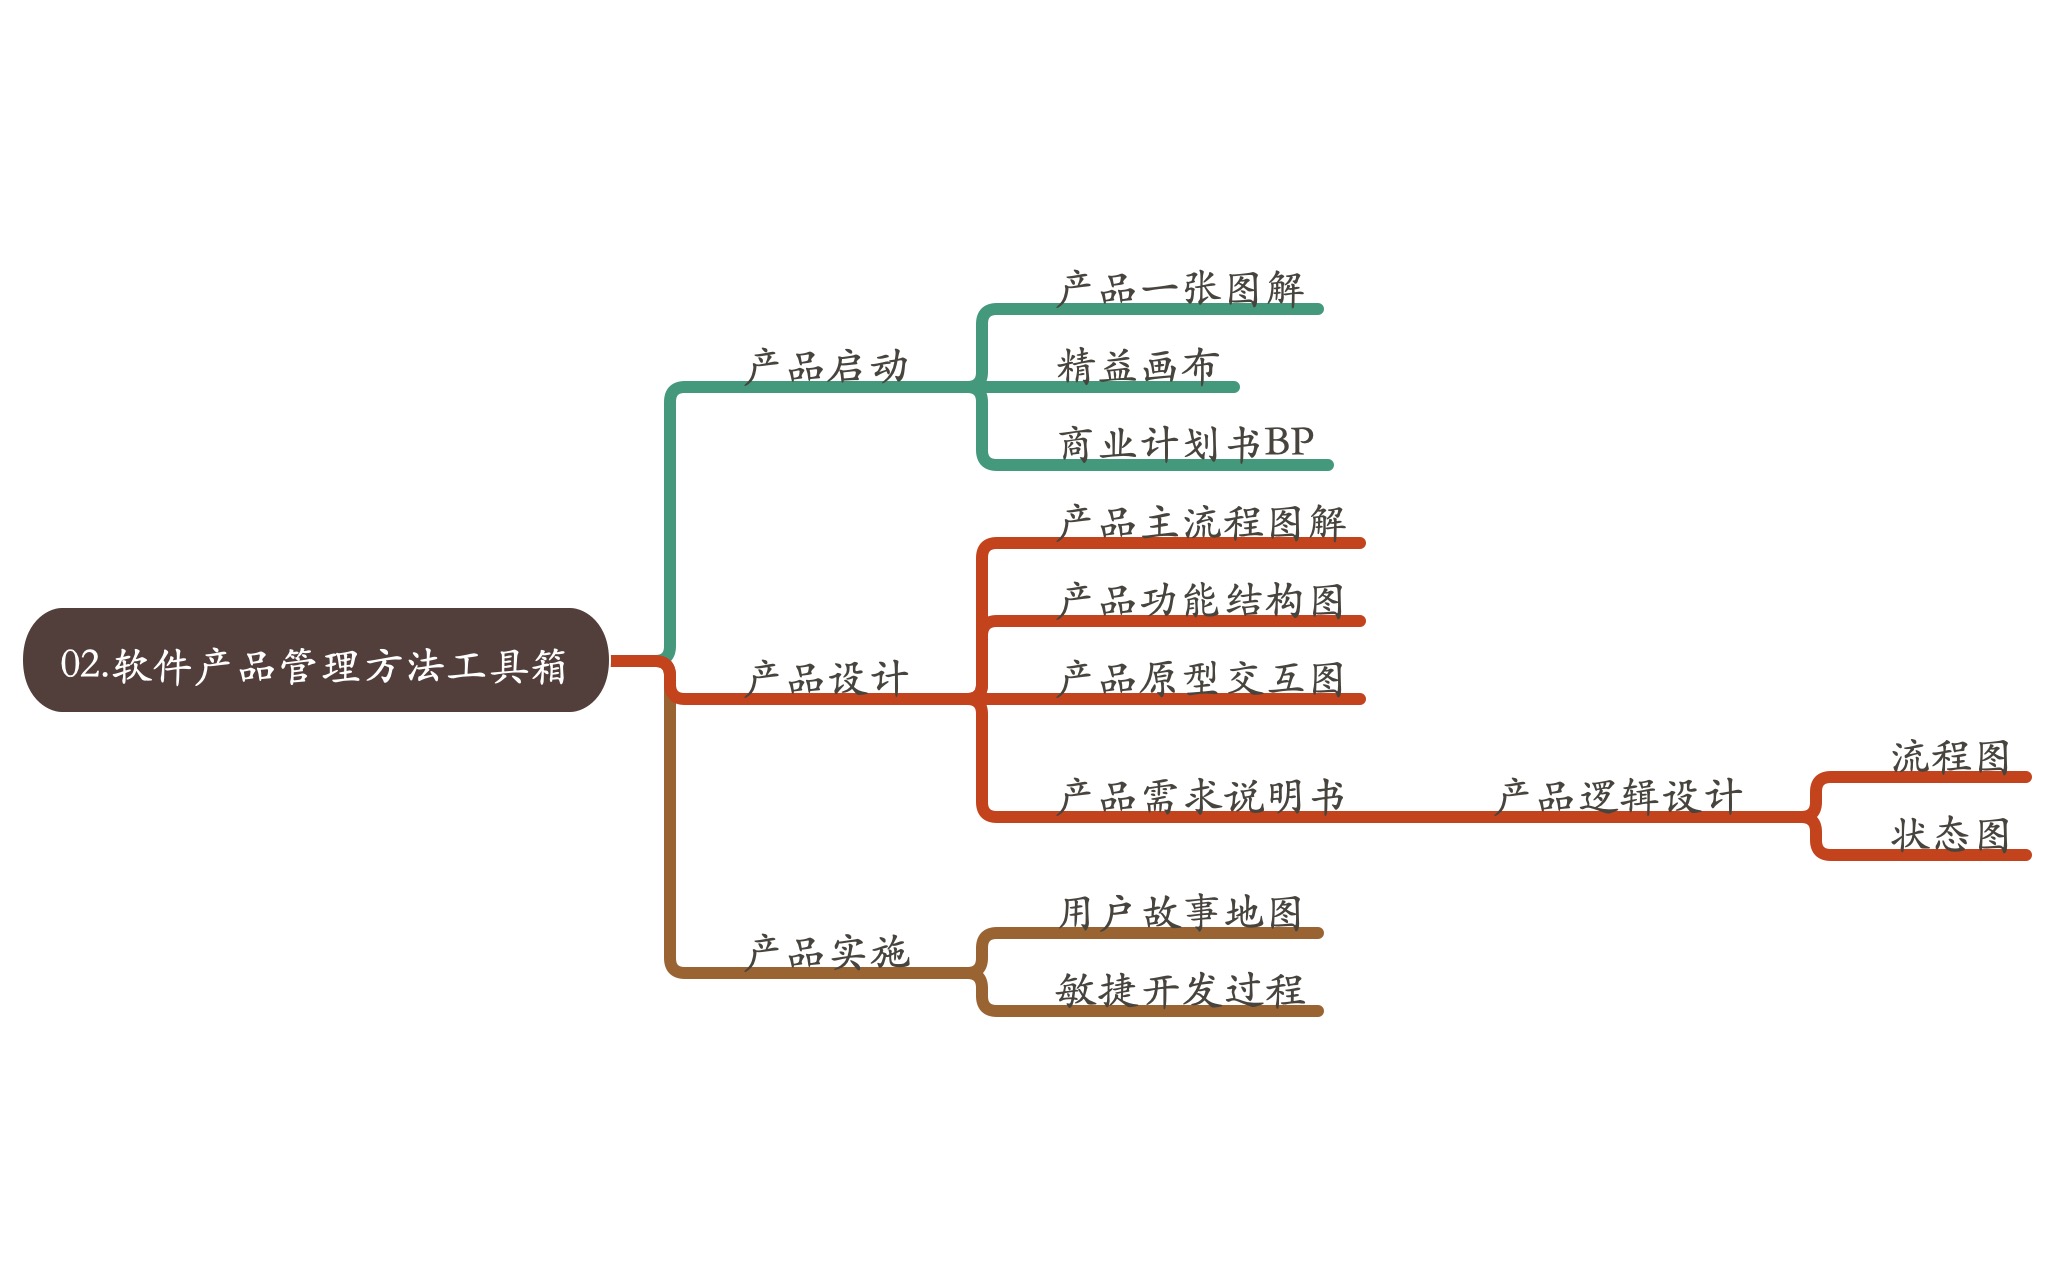 02.软件产品管理方法工具箱
产品启动
产品一张图解
精益画布
商业计划书BP
产品设计
产品主流程图解
产品功能结构图
产品原型交互图
产品需求说明书
产品逻辑设计
流程图
状态图
产品实施
用户故事地图
敏捷开发过程